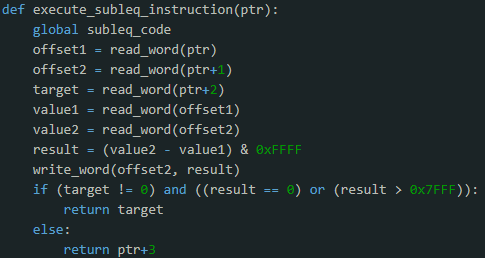 def execute_subleq_instruction(ptr):
    global subleq_code
    offset1 = read_word(ptr)
    offset2 = read_word(ptr+1)
    target = read_word(ptr+2)
    value1 = read_word(offset1)
    value2 = read_word(offset2)
    result = (value2 - value1) & 0xFFFF
    write_word(offset2, result)
    if (target != 0) and ((result == 0) or (result > 0x7FFF)):
        return target
    else:
        return ptr+3